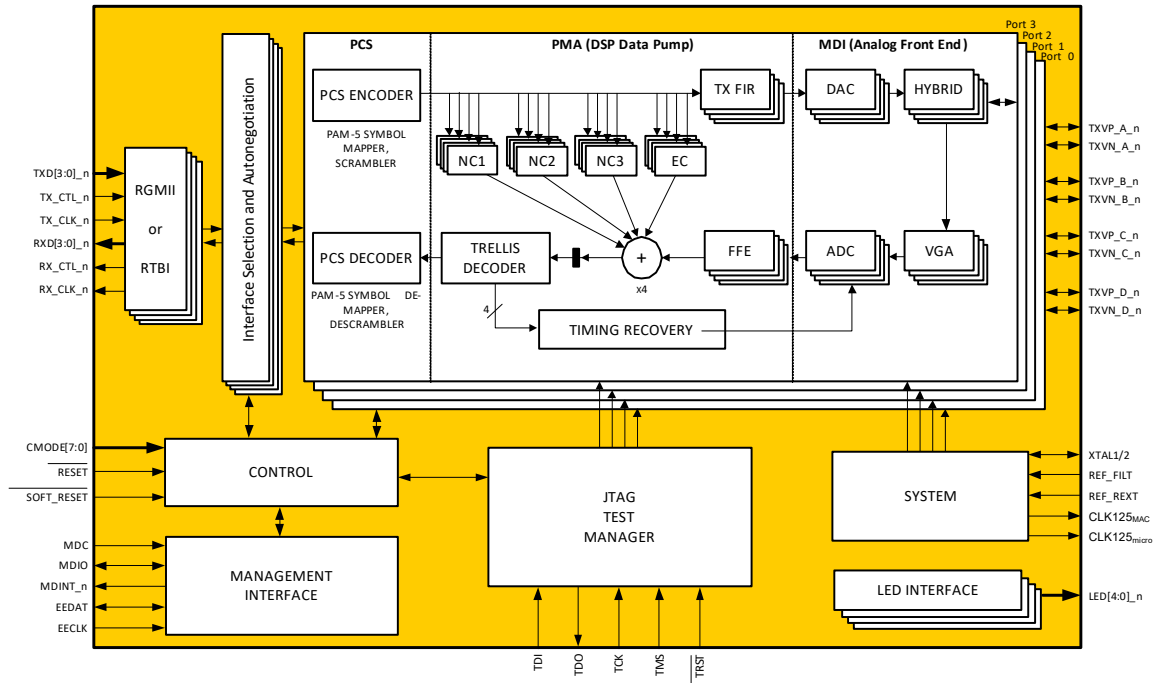 Port 3
Port 2
Port 1
Port 0
PCS
PMA (DSP Data Pump)
MDI (Analog Front End)
Interface Selection and Autonegotiation
PCS ENCODER
PAM-5 SYMBOL
MAPPER,
SCRAMBLER
TX FIR
DAC
HYBRID
NC1
NC2
NC3
EC
RGMII
or
RTBI
TXD[3:0]_n
TX_CTL_n
TX_CLK_n
RXD[3:0]_n
RX_CTL_n
RX_CLK_n
TXVP_A_n
TXVN_A_n
TXVP_B_n
TXVN_B_n
TXVP_C_n
TXVN_C_n
TXVP_D_n
TXVN_D_n
PCS DECODER
PAM-5 SYMBOL DE-
MAPPER,
DESCRAMBLER
TRELLIS
DECODER
+
x4
FFE
ADC
VGA
4
TIMING RECOVERY
CMODE[7:0]
RESET
SOFT_RESET
CONTROL
MDC
MDIO
MDINT_n
EEDAT
EECLK
MANAGEMENT
INTERFACE
JTAG
TEST
MANAGER
SYSTEM
XTAL1/2
REF_FILT
REF_REXT
CLK125MAC
CLK125micro
LED INTERFACE
LED[4:0]_n
TDI
TDO
TCK
TMS
TRST